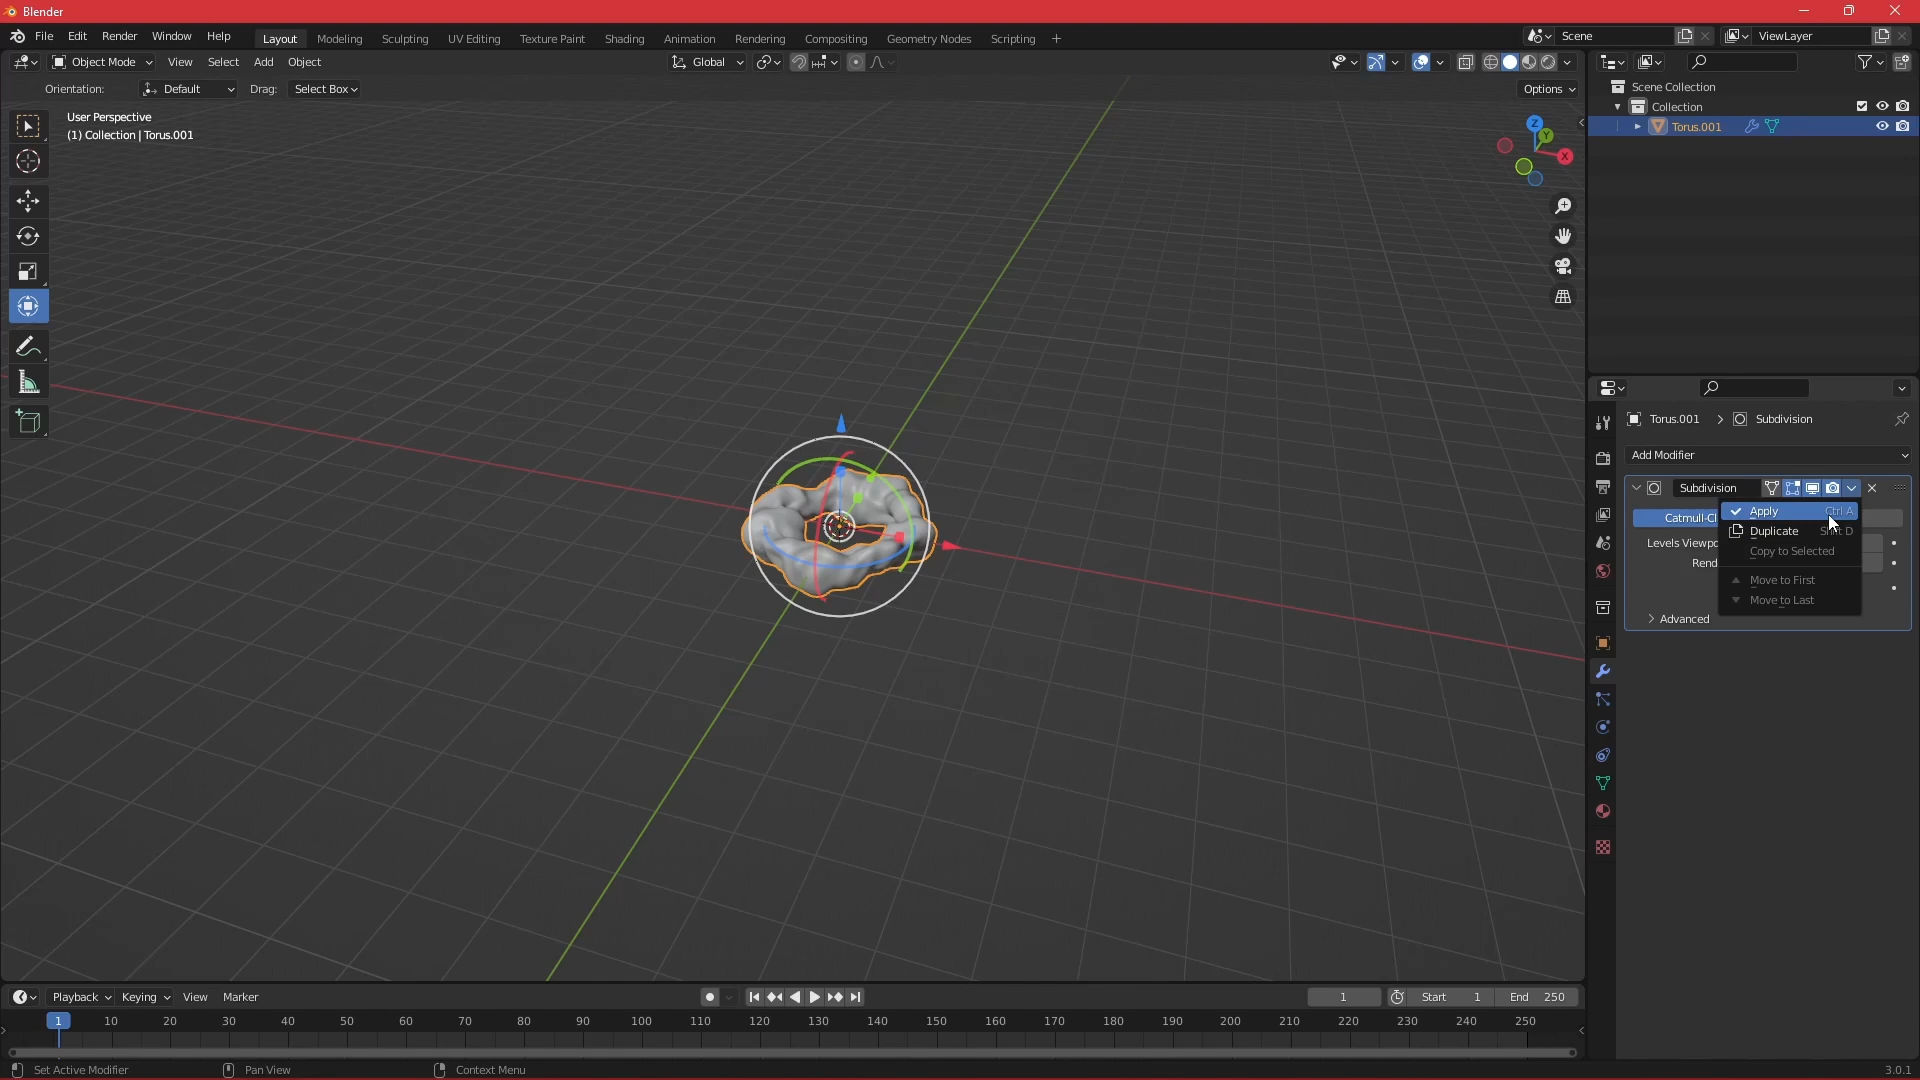 Blender
File Edit Render Window Help Layout Modeling Sculpting UV Editing Texture Paint Shading Animation Rendering Compositing Geometry Nodes Scripting + Scene ViewLayer
Object Mode View Select Add Object Global
Orientation: Default Drag: Select Box Options
User Perspective
(1) Collection | Torus.001
Z
Y
X
Scene Collection
Collection
Torus.001
Torus.001 > Subdivision
Add Modifier
Subdivision
Catmull-Cl
Levels Viewpo
Rend
Advanced
Apply Ctrl A
Duplicate Shift D
Copy to Selected
Move to First
Move to Last
Playback Keying View Marker 1 Start 1 End 250
1 10 20 30 40 50 60 70 80 90 100 110 120 130 140 150 160 170 180 190 200 210 220 230 240 250
Set Active Modifier Pan View Context Menu 3.0.1